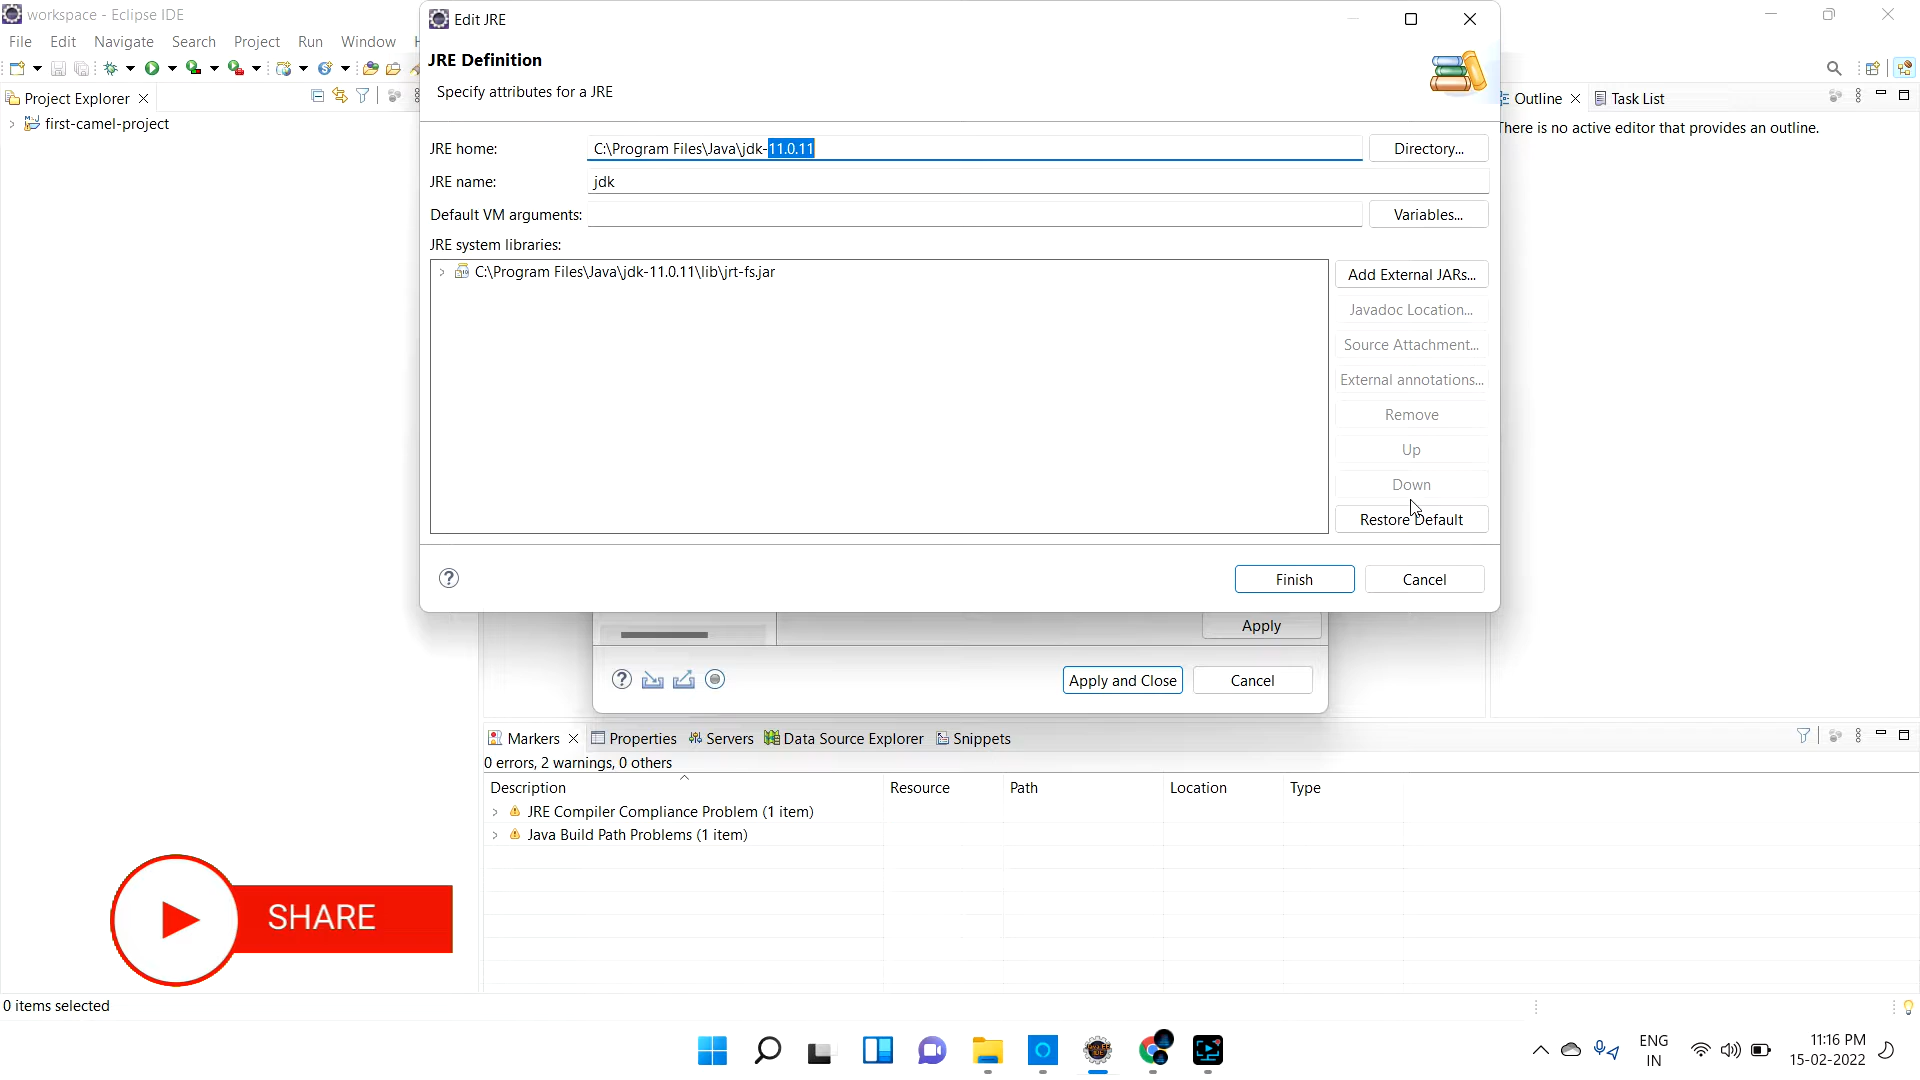 workspace - Eclipse IDE
File Edit Navigate Search Project Run Window
Project Explorer
first-camel-project
Edit JRE
JRE Definition
Specify attributes for a JRE
JRE home: C:\Program Files\Java\jdk-11.0.11 Directory...
JRE name: jdk
Default VM arguments: Variables...
JRE system libraries:
C:\Program Files\Java\jdk-11.0.11\lib\jrt-fs.jar
Add External JARs...
Javadoc Location...
Source Attachment...
External annotations...
Remove
Up
Down
Restore Default
Finish Cancel
Apply
Apply and Close Cancel
Outline Task List
There is no active editor that provides an outline.
Markers Properties Servers Data Source Explorer Snippets
0 errors, 2 warnings, 0 others
Description Resource Path Location Type
JRE Compiler Compliance Problem (1 item)
Java Build Path Problems (1 item)
SHARE
0 items selected
ENG
IN
11:16 PM
15-02-2022